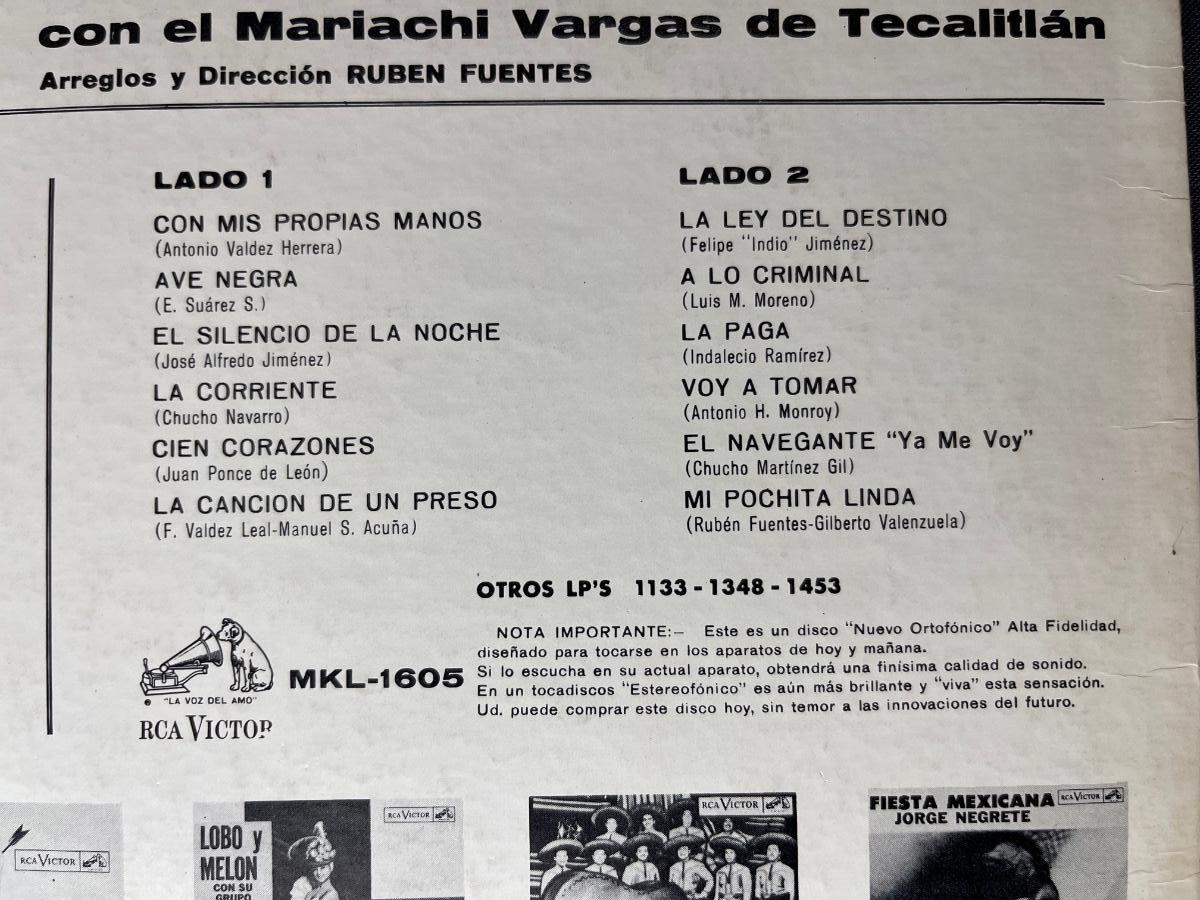 con el Mariachi Vargas de Tecalitlán
Arreglos y Dirección RUBEN FUENTES
LADO 1
CON MIS PROPIAS MANOS
(Antonio Valdez Herrera)
AVE NEGRA
(E. Suárez S.)
EL SILENCIO DE LA NOCHE
(José Alfredo Jiménez)
LA CORRIENTE
(Chucho Navarro)
CIEN CORAZONES
(Juan Ponce de León)
LA CANCION DE UN PRESO
(F. Valdez Leal-Manuel S. Acuña)
LADO 2
LA LEY DEL DESTINO
(Felipe "Indio" Jiménez)
A LO CRIMINAL
(Luis M. Moreno)
LA PAGA
(Indalecio Ramírez)
VOY A TOMAR
(Antonio H. Monroy)
EL NAVEGANTE "Ya Me Voy"
(Chucho Martínez Gil)
MI POCHITA LINDA
(Rubén Fuentes-Gilberto Valenzuela)
OTROS LP'S 1133 - 1348 - 1453
"LA VOZ DEL AMO"
RCA VICTOR
MKL-1605
NOTA IMPORTANTE:— Este es un disco "Nuevo Ortofónico" Alta Fidelidad,
diseñado para tocarse en los aparatos de hoy y mañana.
Si lo escucha en su actual aparato, obtendrá una finísima calidad de sonido.
En un tocadiscos "Estereofónico" es aún más brillante y "viva" esta sensación.
Ud. puede comprar este disco hoy, sin temor a las innovaciones del futuro.
RCA VICTOR
LOBO y
MELON
CON SU
GRUPO
RCA VICTOR
RCA VICTOR
FIESTA MEXICANA
JORGE NEGRETE
RCA VICTOR